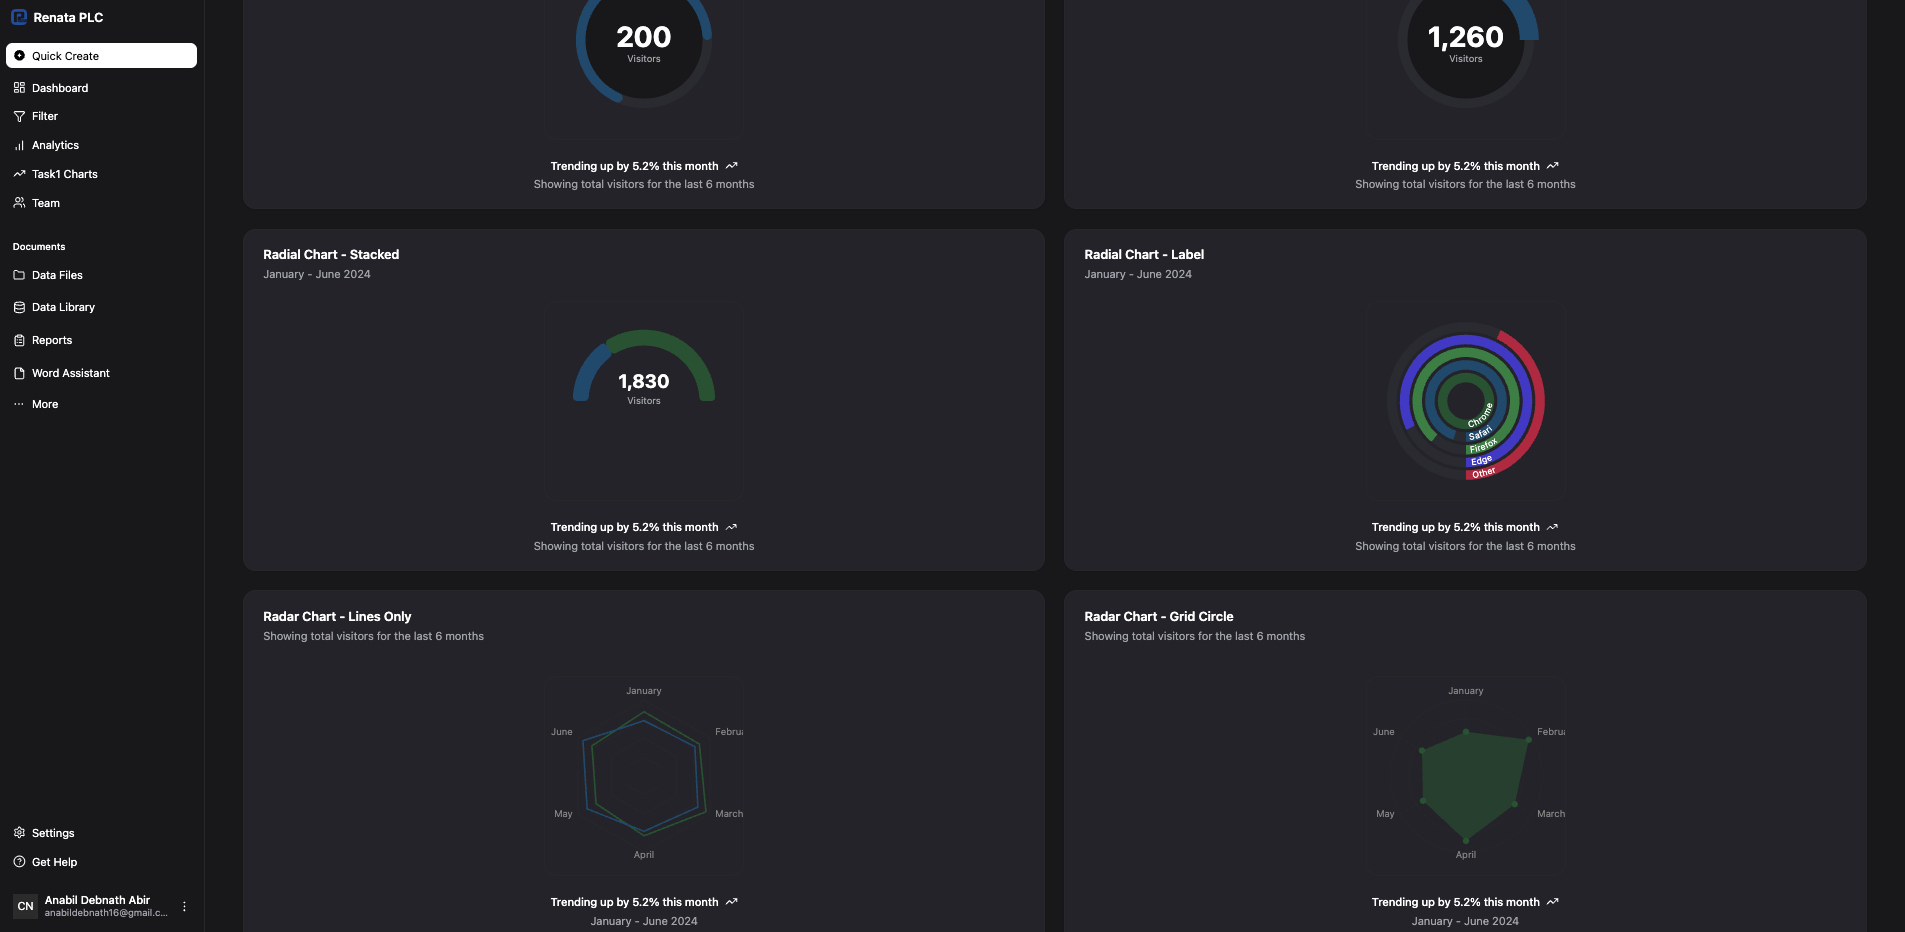 Renata PLC
Quick Create
Dashboard
Filter
Analytics
Task1 Charts
Team
Documents
Data Files
Data Library
Reports
Word Assistant
More
Settings
Get Help
CN
Anabil Debnath Abir
anabildebnath16@gmail.c...
200
Visitors
Trending up by 5.2% this month
Showing total visitors for the last 6 months
1,260
Visitors
Trending up by 5.2% this month
Showing total visitors for the last 6 months
Radial Chart - Stacked
January - June 2024
1,830
Visitors
Trending up by 5.2% this month
Showing total visitors for the last 6 months
Radial Chart - Label
January - June 2024
Chrome
Safari
Firefox
Edge
Other
Trending up by 5.2% this month
Showing total visitors for the last 6 months
Radar Chart - Lines Only
Showing total visitors for the last 6 months
January
June
Februa
May
March
April
Trending up by 5.2% this month
January - June 2024
Radar Chart - Grid Circle
Showing total visitors for the last 6 months
January
June
Februa
May
March
April
Trending up by 5.2% this month
January - June 2024